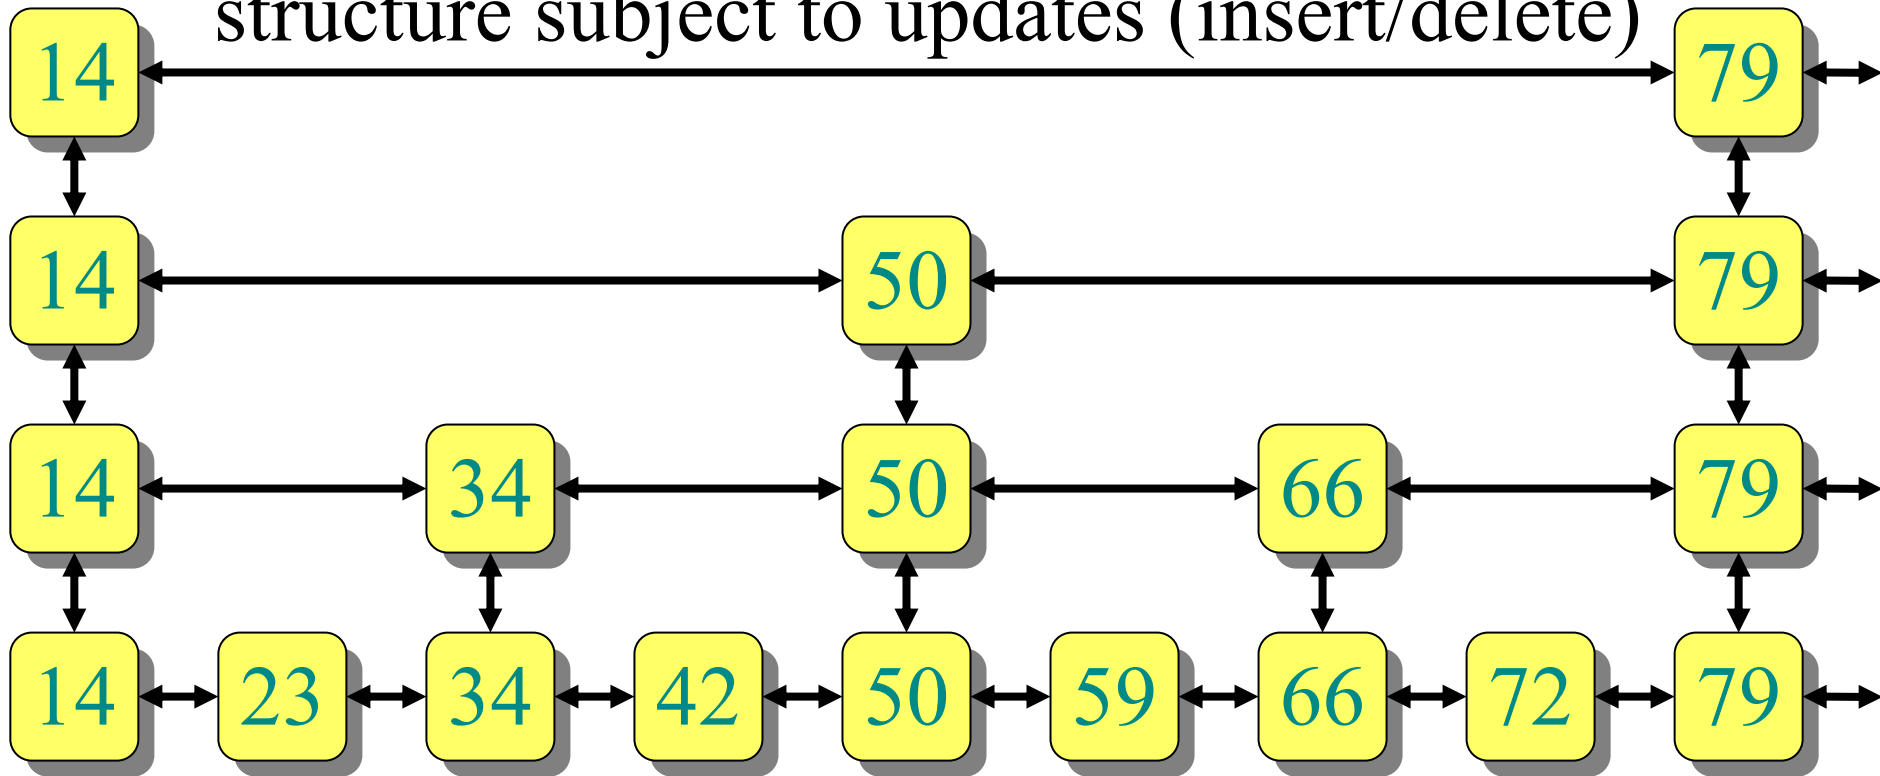 structure subject to updates (insert/delete)
14 79
14 50 79
14 34 50 66 79
14 23 34 42 50 59 66 72 79